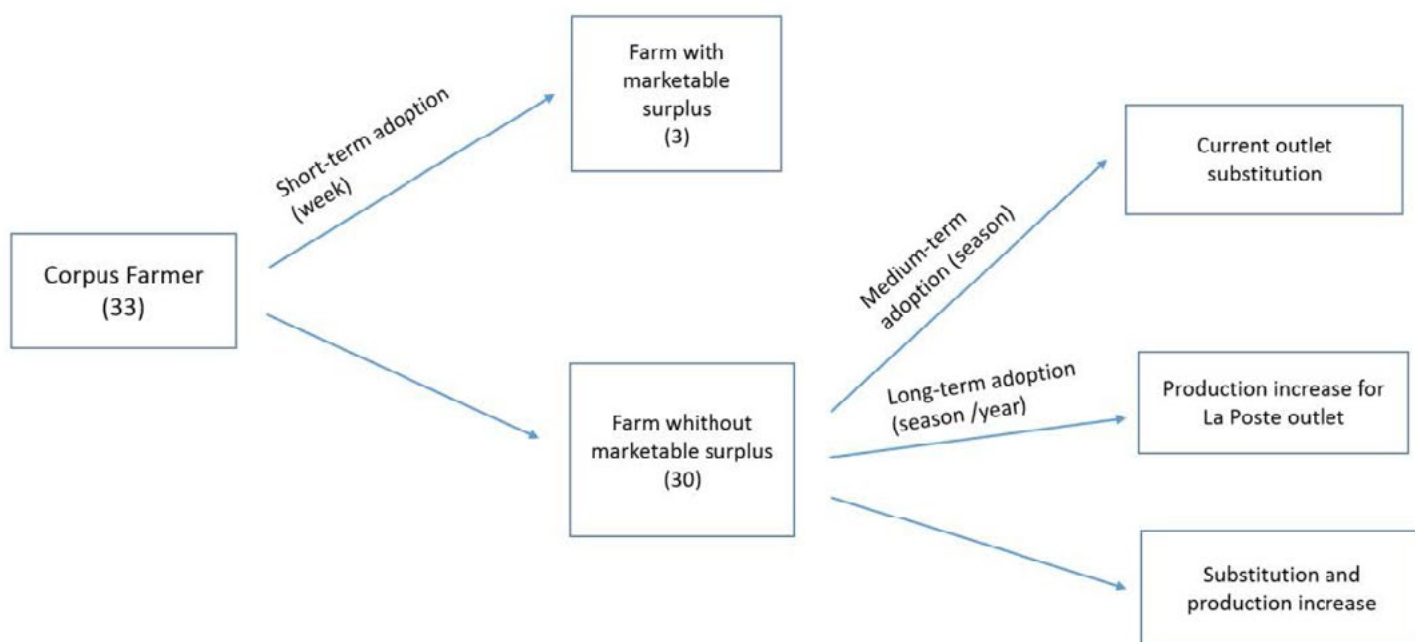 Farm with
marketable
surplus
(3)
Short-term adoption
(week)
Current outlet
substitution
Corpus Farmer
(33)
Medium-term
adoption (season)
Farm whithout
marketable surplus
(30)
Long-term adoption
(season /year)
Production increase for
La Poste outlet
Substitution and
production increase